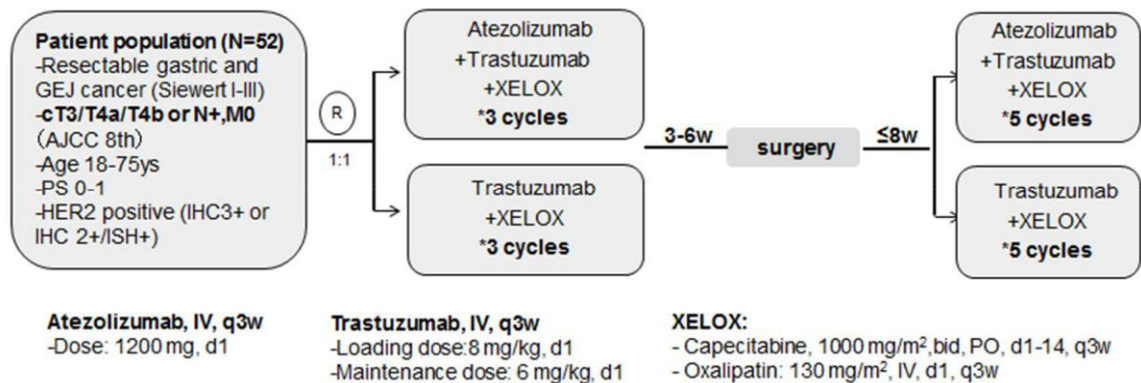 Patient population (N=52)
-Resectable gastric and
GEJ cancer (Siewert I-III)
-cT3/T4a/T4b or N+,M0
(AJCC 8th)
-Age 18-75ys
-PS 0-1
-HER2 positive (IHC3+ or
IHC 2+/ISH+)
R
1:1
Atezolizumab
+Trastuzumab
+XELOX
*3 cycles
Trastuzumab
+XELOX
*3 cycles
3-6w
surgery
≤8w
Atezolizumab
+Trastuzumab
+XELOX
*5 cycles
Trastuzumab
+XELOX
*5 cycles
Atezolizumab, IV, q3w
-Dose: 1200 mg, d1
Trastuzumab, IV, q3w
-Loading dose:8 mg/kg, d1
-Maintenance dose: 6 mg/kg, d1
XELOX:
- Capecitabine, 1000 mg/m²,bid, PO, d1-14, q3w
- Oxalipatin: 130 mg/m², IV, d1, q3w